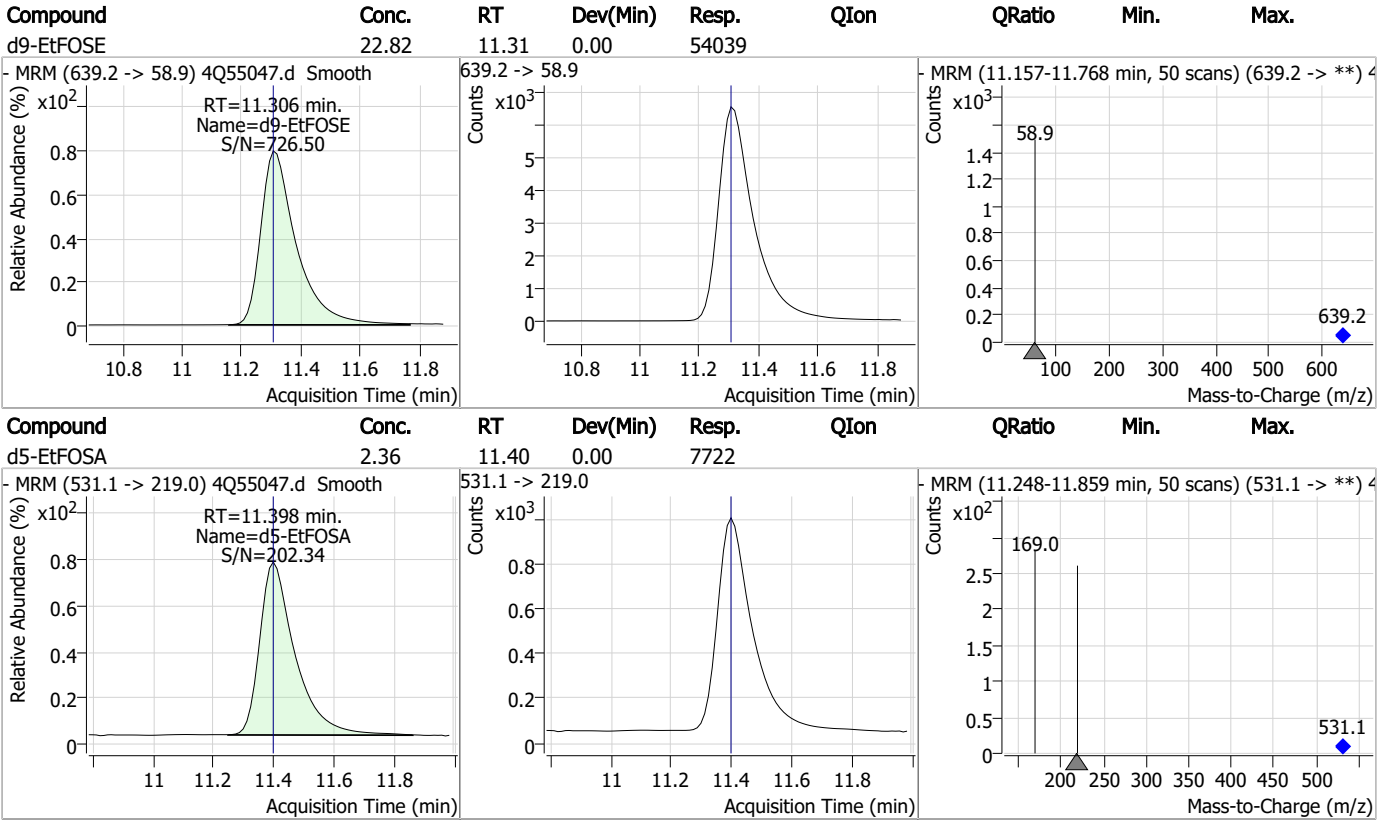 Compound Conc. RT Dev(Min) Resp. QIon QRatio Min. Max.
d9-EtFOSE 22.82 11.31 0.00 54039
- MRM (639.2 -> 58.9) 4Q55047.d Smooth
Relative Abundance (%)
x10²
RT=11.306 min.
Name=d9-EtFOSE
S/N=726.50
0.8
0.6
0.4
0.2
0
10.8 11 11.2 11.4 11.6 11.8
Acquisition Time (min)
639.2 -> 58.9
Counts
x10³
5
4
3
2
1
0
10.8 11 11.2 11.4 11.6 11.8
Acquisition Time (min)
- MRM (11.157-11.768 min, 50 scans) (639.2 -> **) 4
Counts
x10³
58.9
1.4
1.2
1
0.8
0.6
0.4
0.2
0
639.2
100 200 300 400 500 600
Mass-to-Charge (m/z)
Compound Conc. RT Dev(Min) Resp. QIon QRatio Min. Max.
d5-EtFOSA 2.36 11.40 0.00 7722
- MRM (531.1 -> 219.0) 4Q55047.d Smooth
Relative Abundance (%)
x10²
RT=11.398 min.
Name=d5-EtFOSA
S/N=202.34
0.8
0.6
0.4
0.2
0
11 11.2 11.4 11.6 11.8
Acquisition Time (min)
531.1 -> 219.0
Counts
x10³
0.8
0.6
0.4
0.2
0
11 11.2 11.4 11.6 11.8
Acquisition Time (min)
- MRM (11.248-11.859 min, 50 scans) (531.1 -> **) 4
Counts
x10²
169.0
2.5
2
1.5
1
0.5
0
531.1
200 250 300 350 400 450 500
Mass-to-Charge (m/z)